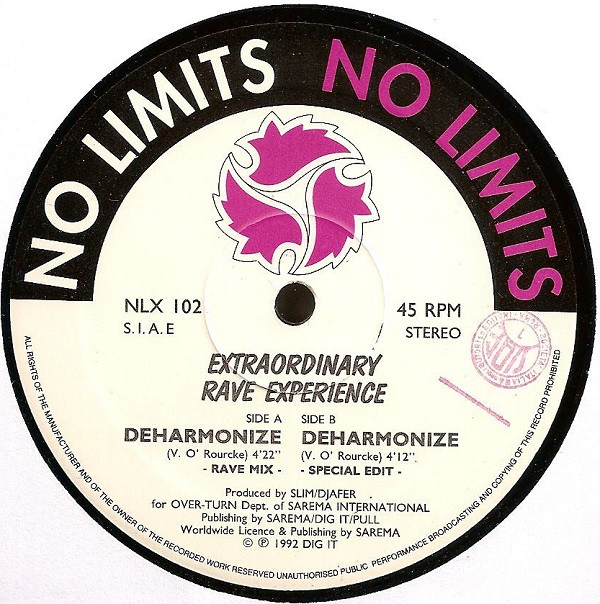 NO LIMITS NO LIMITS
NLX 102
S.I.A.E
45 RPM
STEREO
EXTRAORDINARY
RAVE EXPERIENCE
SIDE A SIDE B
DEHARMONIZE DEHARMONIZE
(V. O' Rourcke) 4'22" (V. O' Rourcke) 4'12"
- RAVE MIX - - SPECIAL EDIT -
Produced by SLIM/DJAFER
for OVER-TURN Dept. of SAREMA INTERNATIONAL
Publishing by SAREMA/DIG IT/PULL
Worldwide Licence & Publishing by SAREMA
© ℗ 1992 DIG IT
ALL RIGHTS OF THE MANUFACTURER AND OF THE OWNER OF THE RECORDED WORK RESERVED UNAUTHORISED PUBLIC PERFORMANCE BROADCASTING AND COPYING OF THIS RECORD PROHIBITED